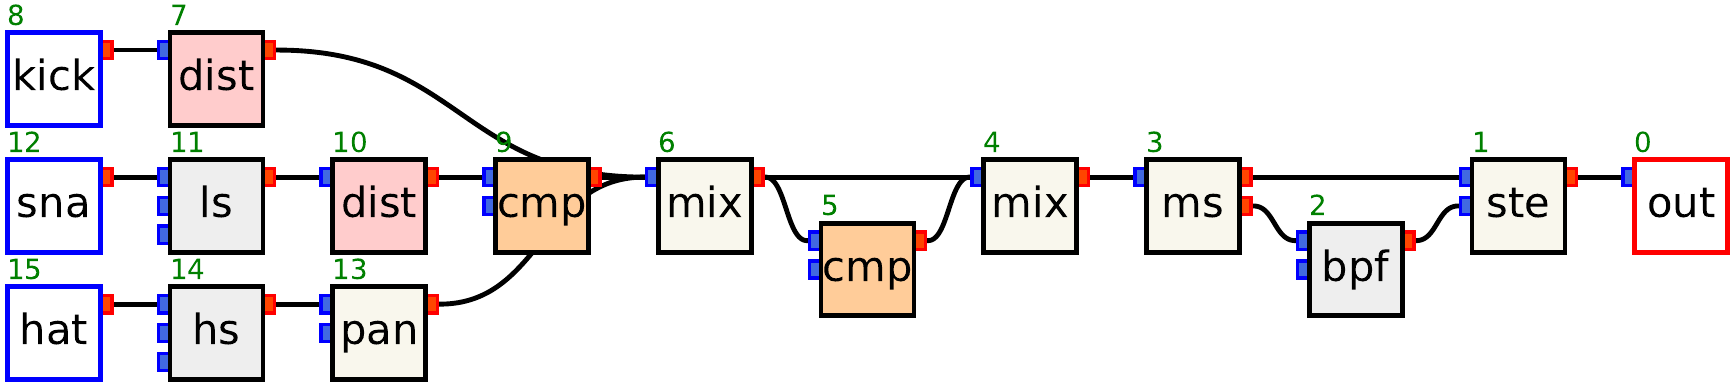 8 7
kick dist
12 11 10 9 6 4 3 1 0
sna ls dist cmp mix mix ms ste out
5 2
cmp bpf
15 14 13
hat hs pan